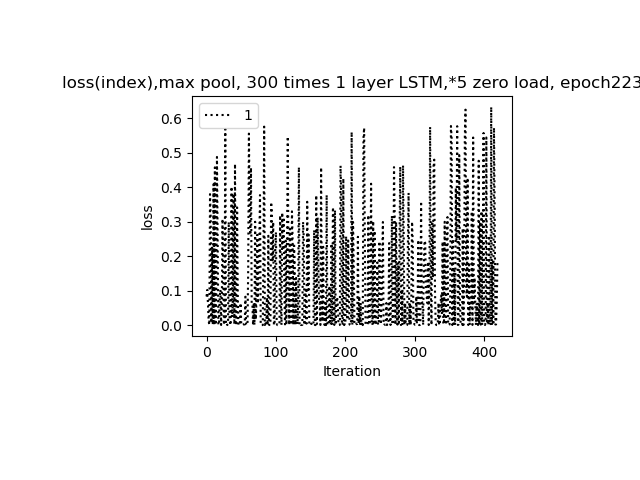 loss(index),max pool, 300 times 1 layer LSTM,*5 zero load, epoch223
1
0.6
0.5
0.4
0.3
0.2
0.1
0.0
loss
0 100 200 300 400
Iteration